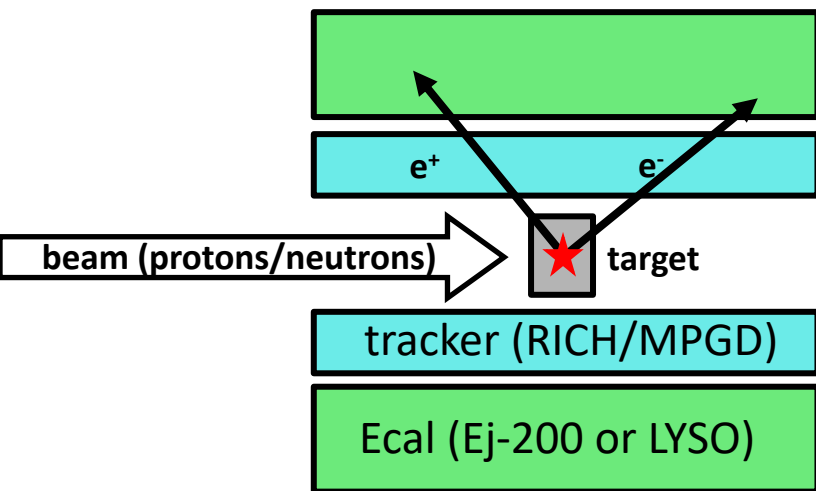 e⁺ e⁻
beam (protons/neutrons) target
tracker (RICH/MPGD)
Ecal (Ej-200 or LYSO)